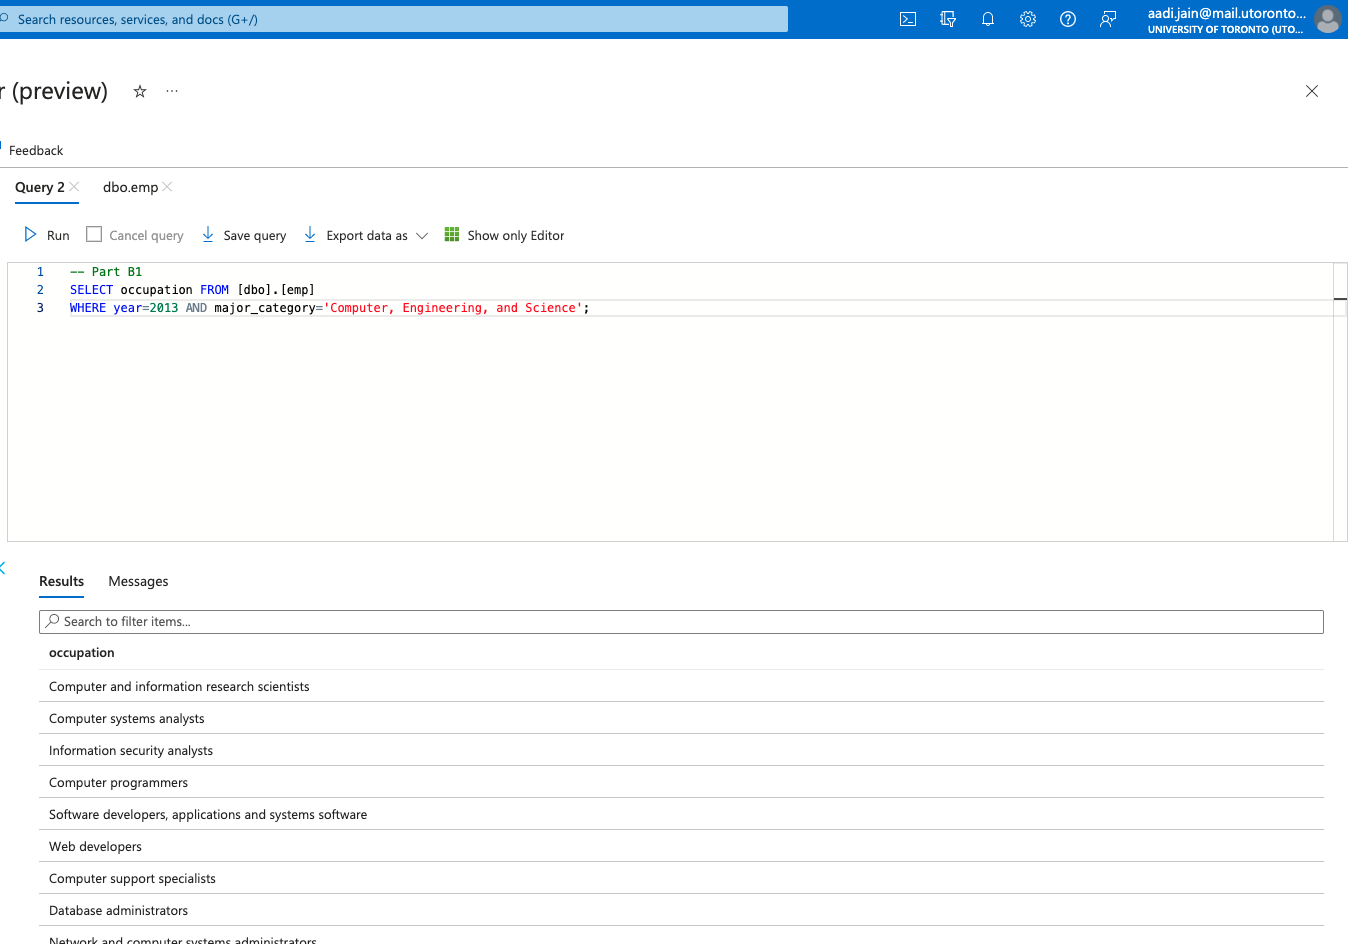 Search resources, services, and docs (G+/)
aadi.jain@mail.utoronto...
UNIVERSITY OF TORONTO (UTO...
r (preview)
Feedback
Query 2
dbo.emp
Run
Cancel query
Save query
Export data as
Show only Editor
1 -- Part B1
2 SELECT occupation FROM [dbo].[emp]
3 WHERE year=2013 AND major_category='Computer, Engineering, and Science';
Results
Messages
Search to filter items...
occupation
Computer and information research scientists
Computer systems analysts
Information security analysts
Computer programmers
Software developers, applications and systems software
Web developers
Computer support specialists
Database administrators
Network and computer systems administrators